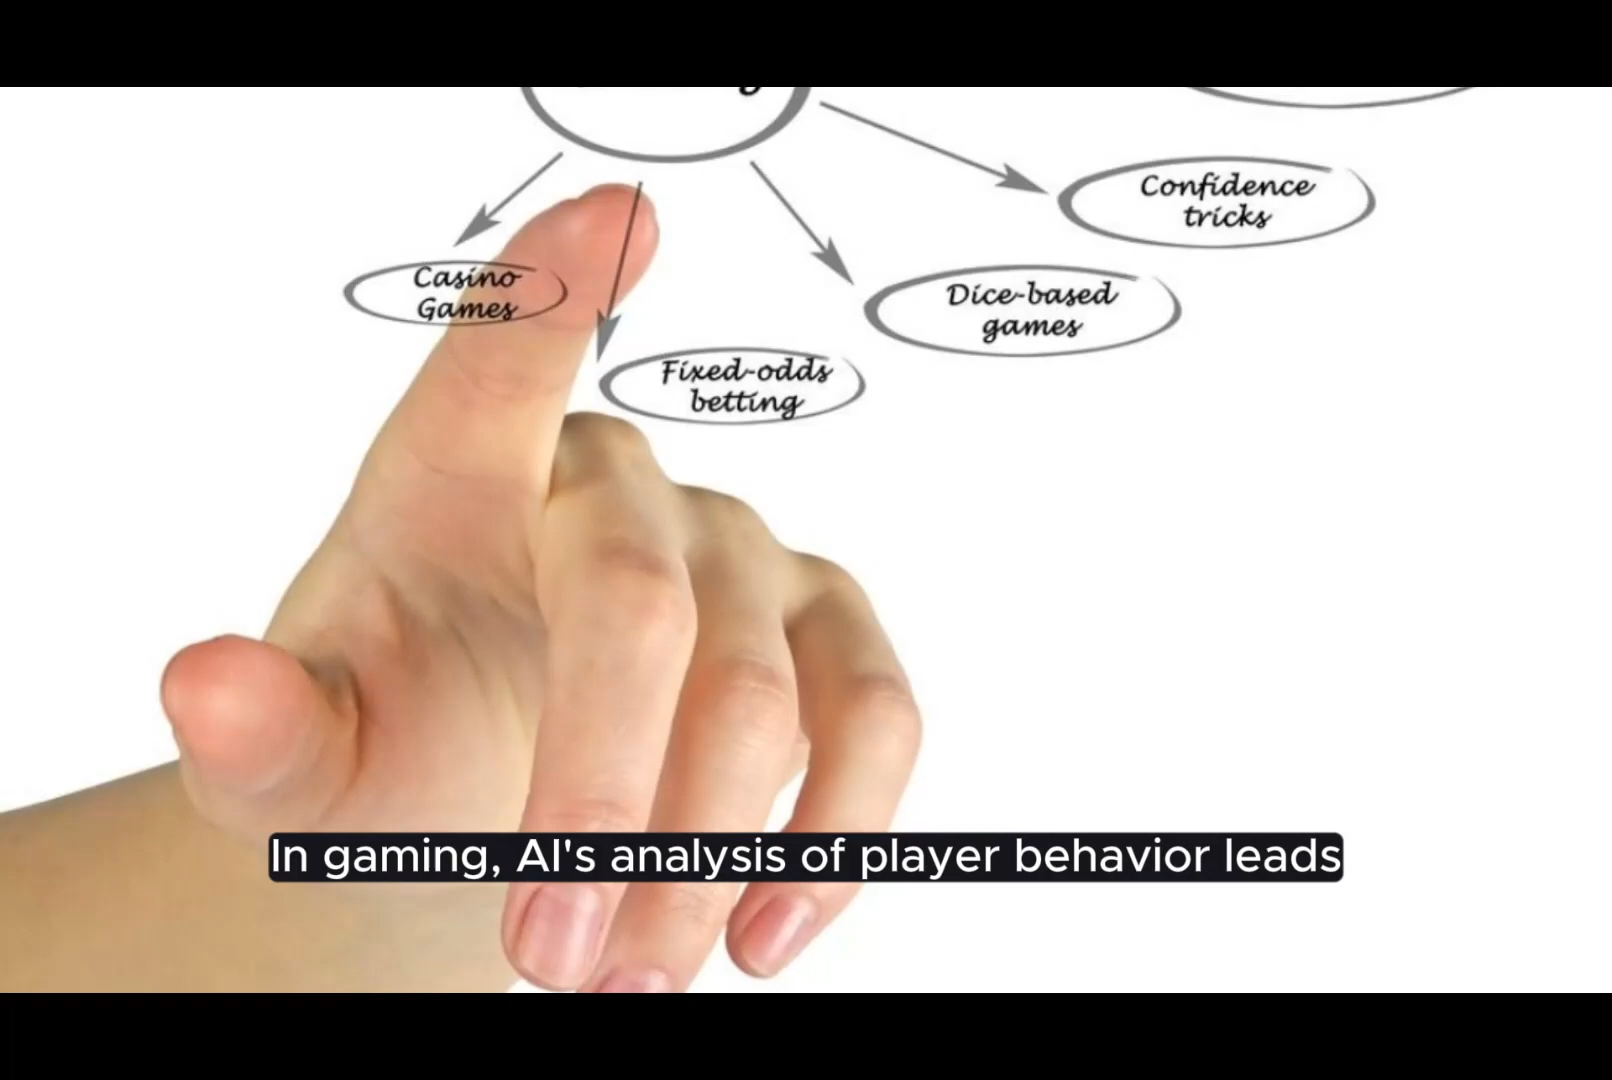 Confidence
tricks
Casino
Games
Dice-based
games
Fixed-odds
betting
In gaming, AI's analysis of player behavior leads